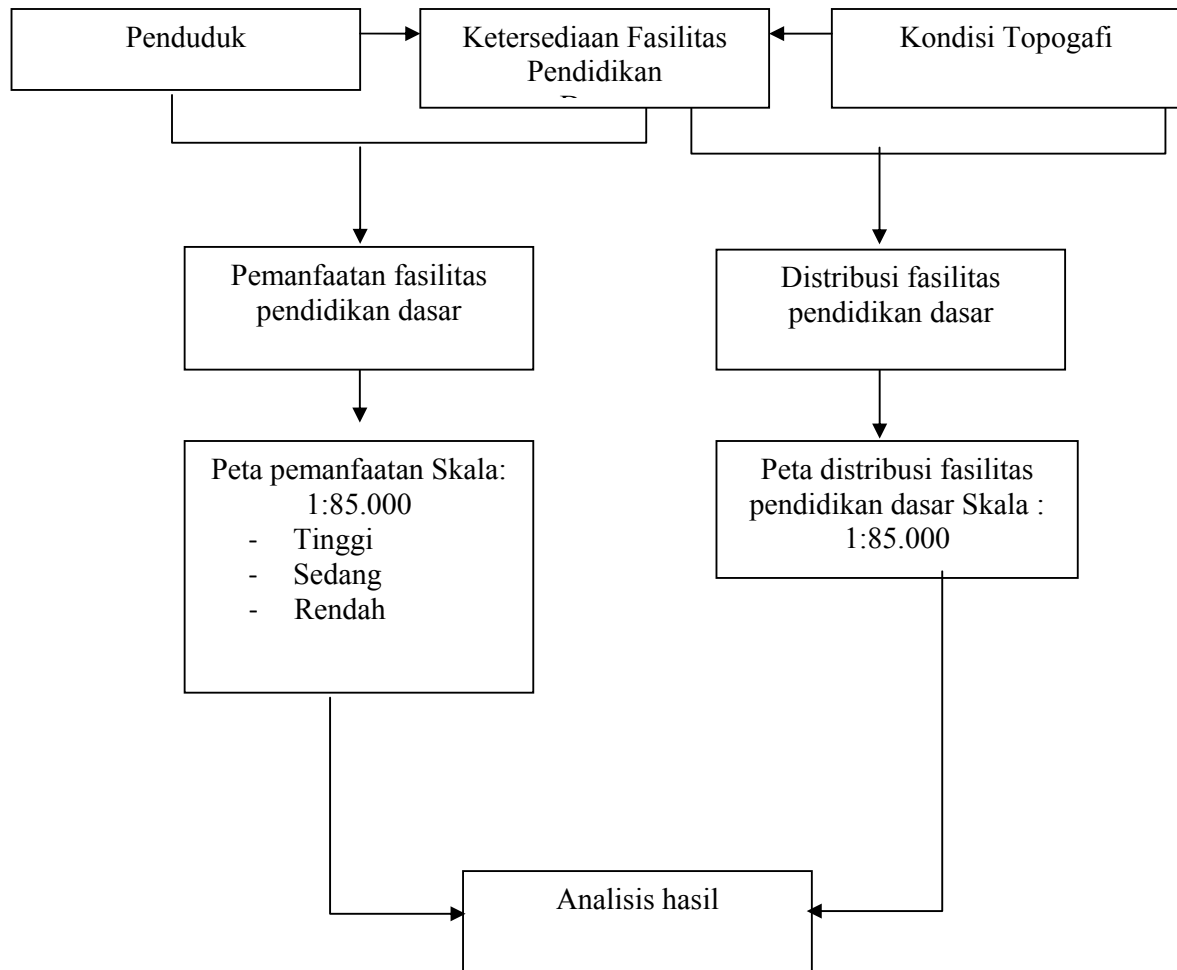 Penduduk
Ketersediaan Fasilitas
Pendidikan
Kondisi Topogafi
Pemanfaatan fasilitas
pendidikan dasar
Distribusi fasilitas
pendidikan dasar
Peta pemanfaatan Skala:
1:85.000
- Tinggi
- Sedang
- Rendah
Peta distribusi fasilitas
pendidikan dasar Skala :
1:85.000
Analisis hasil